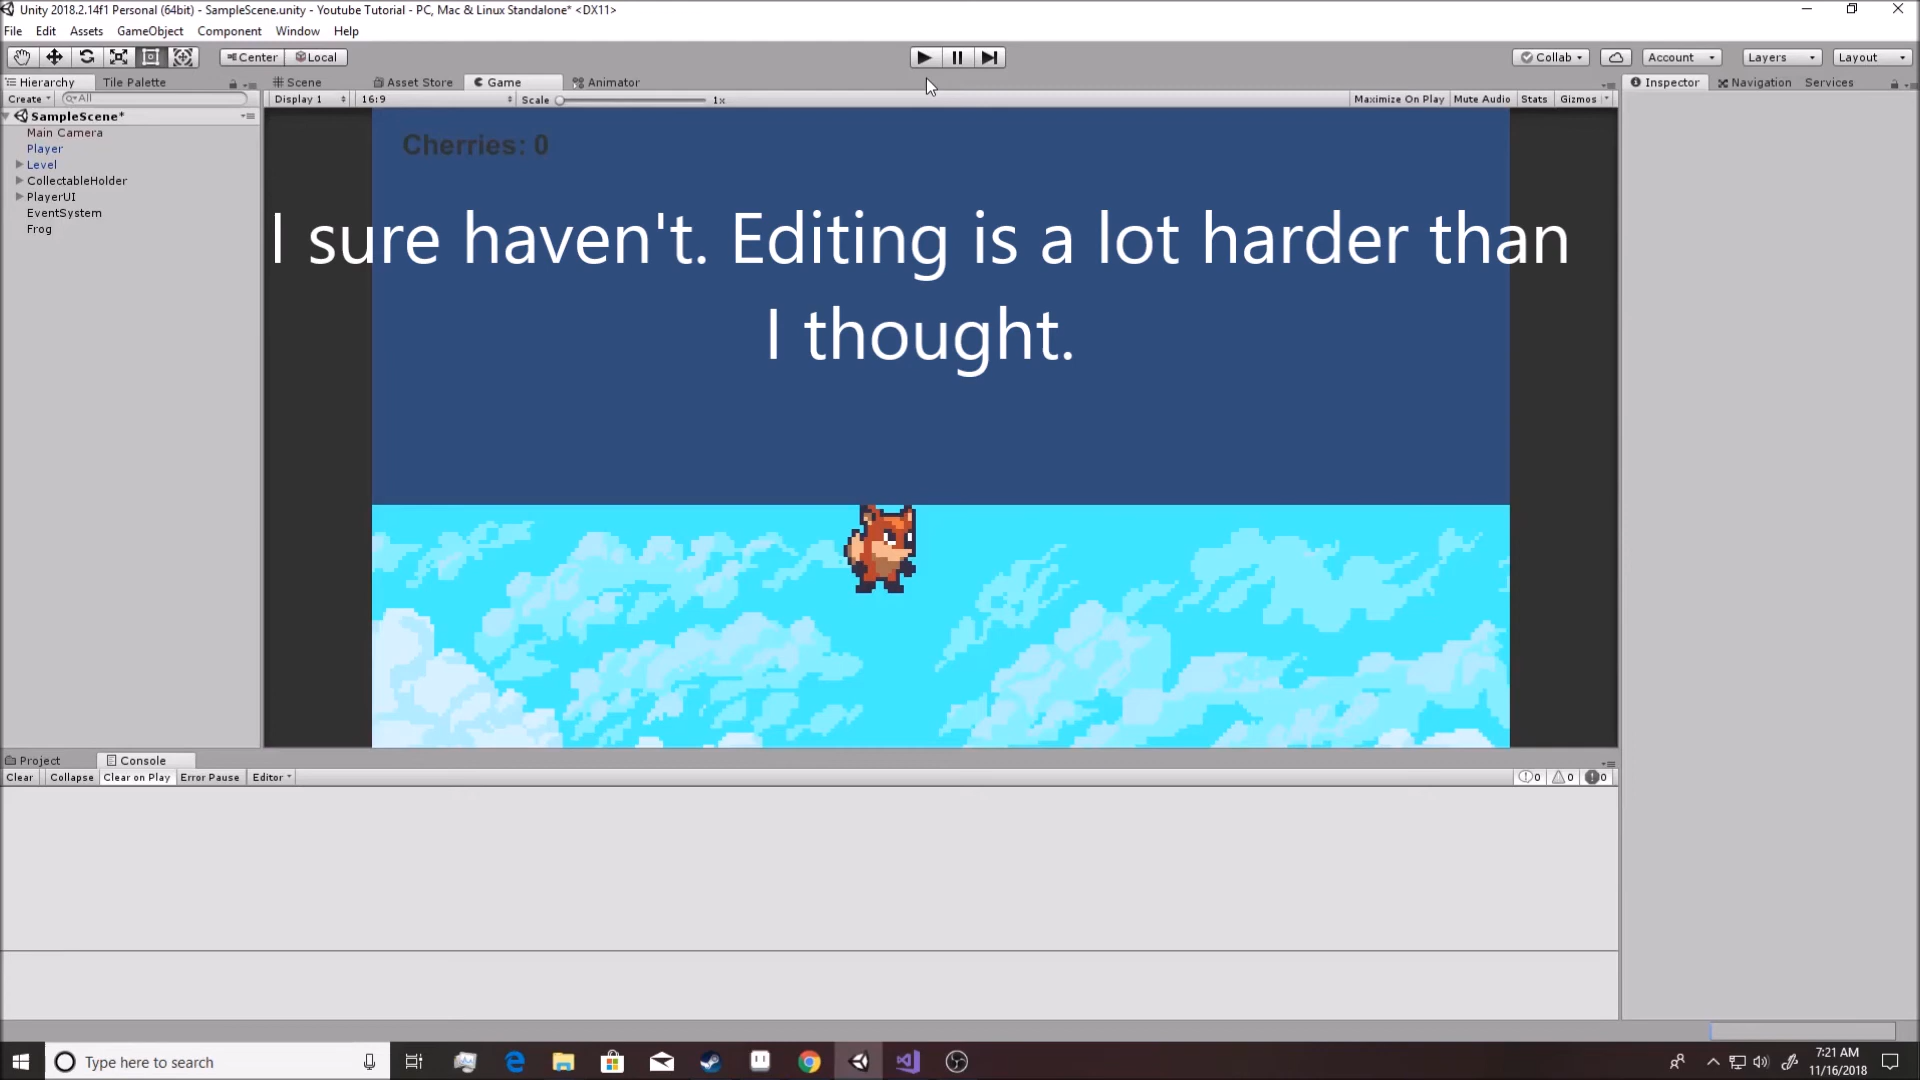 Unity 2018.2.14f1 Personal (64bit) - SampleScene.unity - Youtube Tutorial - PC, Mac & Linux Standalone* <DX11>
File Edit Assets GameObject Component Window Help
Center Local Collab Account Layers Layout
Hierarchy Tile Palette Scene Asset Store Game Animator Inspector Navigation Services
Create All Display 1 16:9 Scale 1x Maximize On Play Mute Audio Stats Gizmos
SampleScene*
Main Camera
Player
Level
CollectableHolder
PlayerUI
EventSystem
Frog
Cherries: 0
I sure haven't. Editing is a lot harder than
I thought.
Project Console
Clear Collapse Clear on Play Error Pause Editor 0 0 0
Type here to search
7:21 AM
11/16/2018